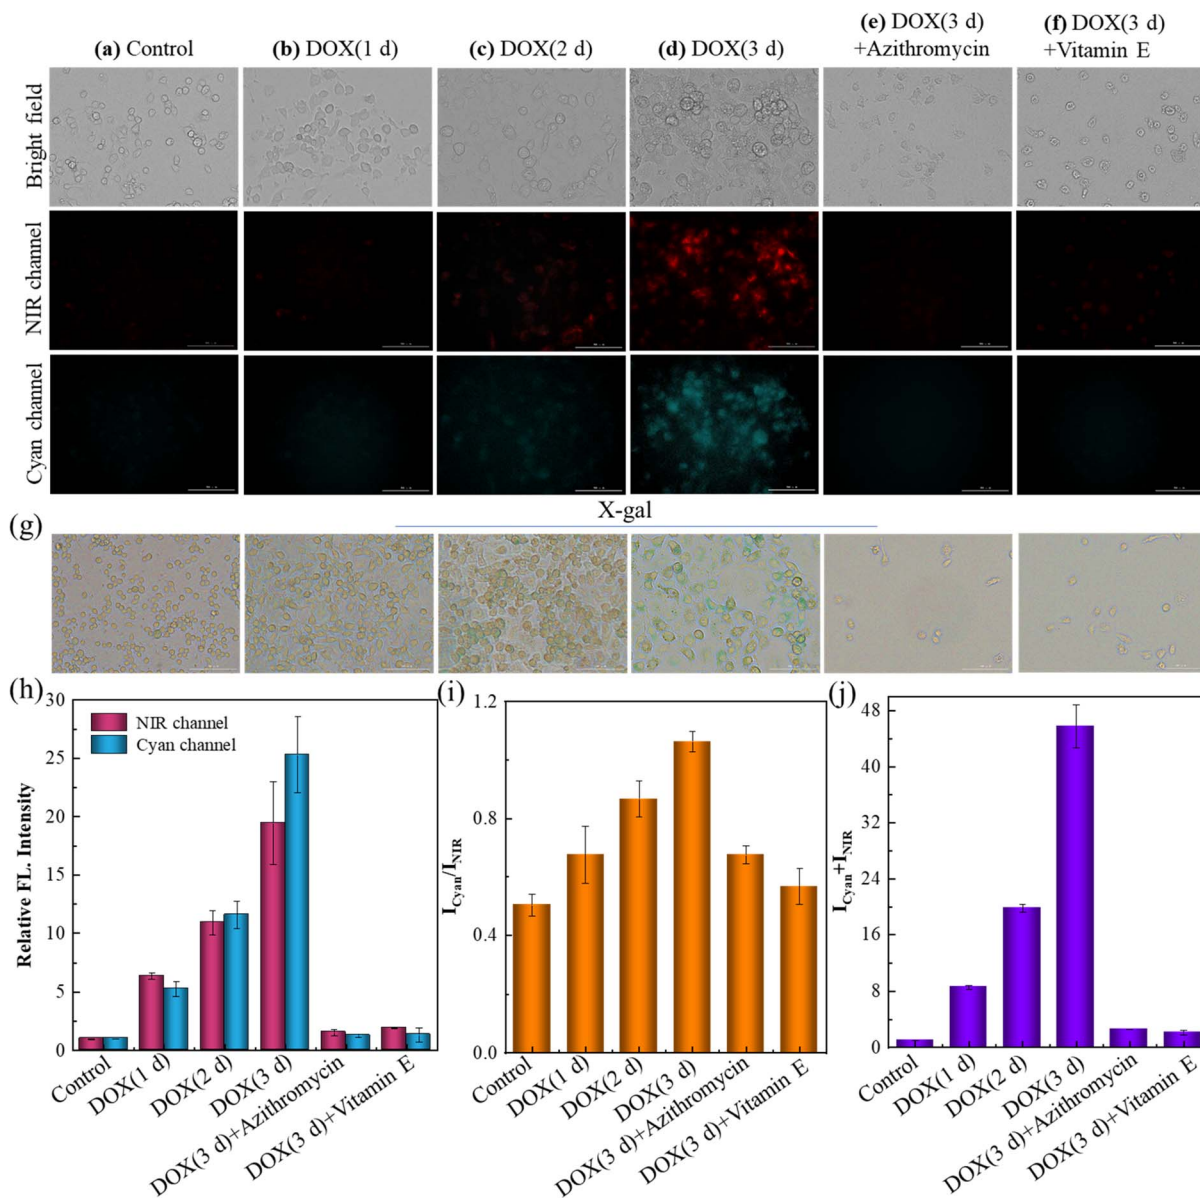 (a) Control
(b) DOX(1 d)
(c) DOX(2 d)
(d) DOX(3 d)
(e) DOX(3 d)
+Azithromycin
(f) DOX(3 d)
+Vitamin E
Bright field
NIR channel
Cyan channel
X-gal
(g)
(h)
30
25
20
15
10
5
0
Relative FL. Intensity
NIR channel
Cyan channel
Control
DOX(1 d)
DOX(2 d)
DOX(3 d)
DOX(3 d)+Azithromycin
DOX(3 d)+Vitamin E
(i)
1.2
0.8
0.4
0.0
I_Cyan/I_NIR
Control
DOX(1 d)
DOX(2 d)
DOX(3 d)
DOX(3 d)+Azithromycin
DOX(3 d)+Vitamin E
(j)
48
40
32
24
16
8
0
I_Cyan+I_NIR
Control
DOX(1 d)
DOX(2 d)
DOX(3 d)
DOX(3 d)+Azithromycin
DOX(3 d)+Vitamin E